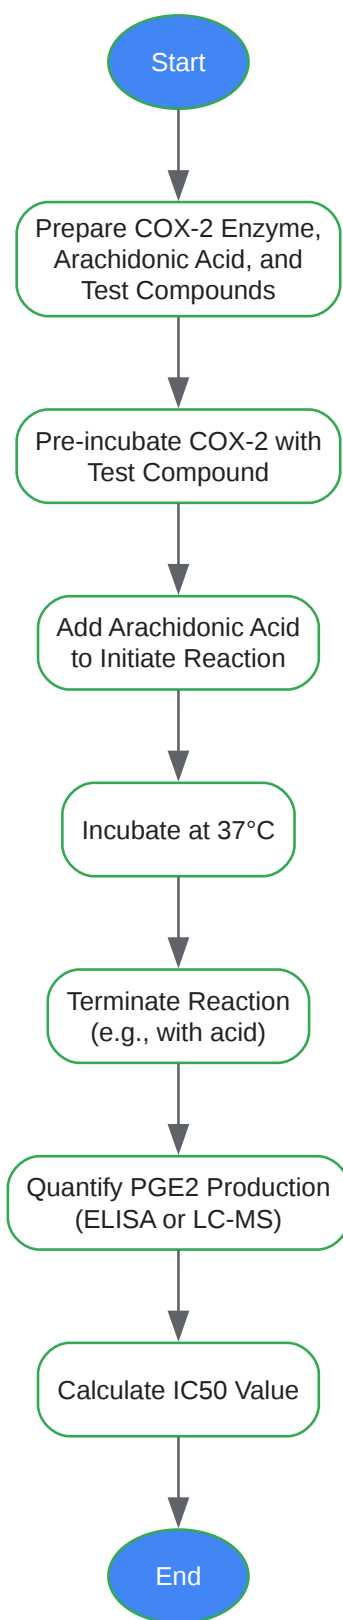 Start
Prepare COX-2 Enzyme,
Arachidonic Acid, and
Test Compounds
Pre-incubate COX-2 with
Test Compound
Add Arachidonic Acid
to Initiate Reaction
Incubate at 37°C
Terminate Reaction
(e.g., with acid)
Quantify PGE2 Production
(ELISA or LC-MS)
Calculate IC50 Value
End